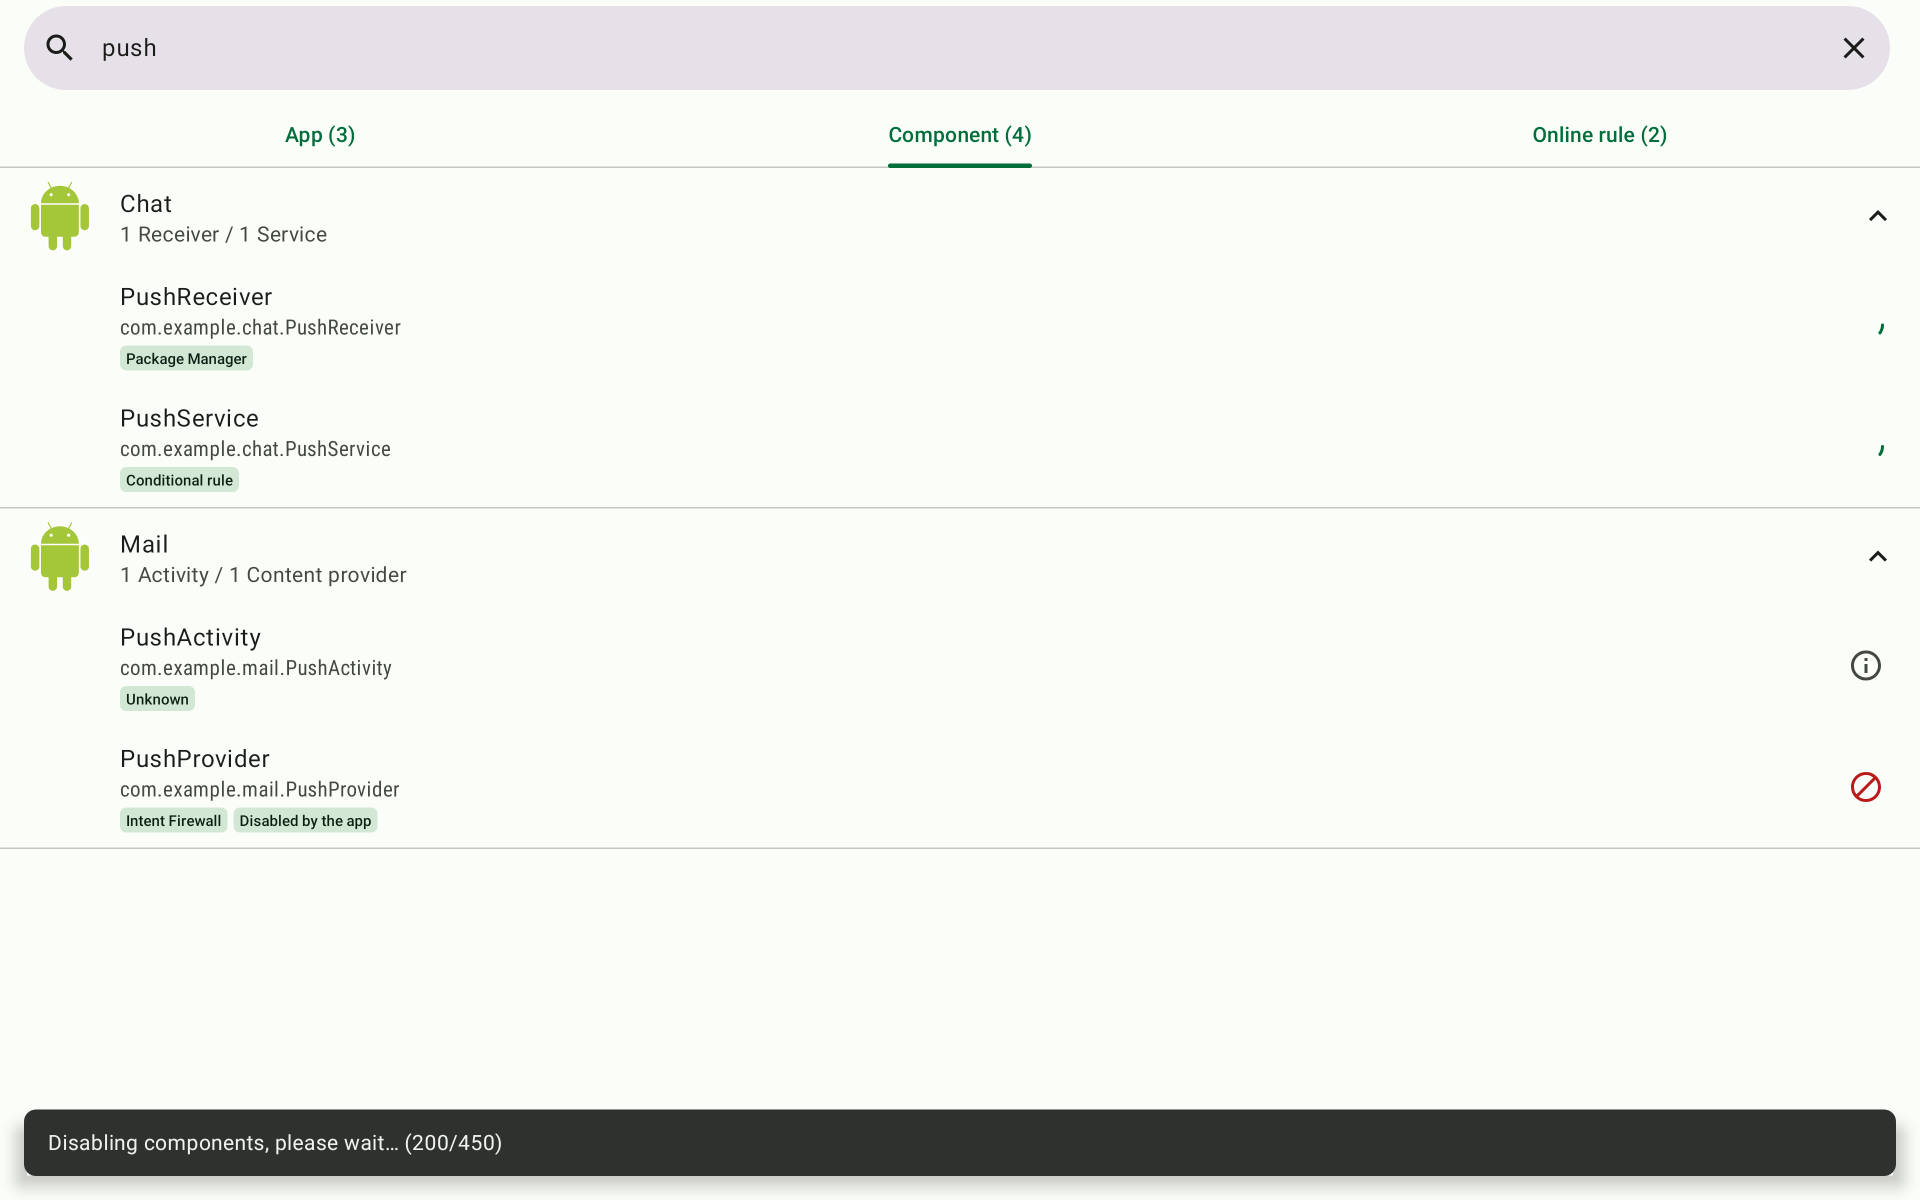 push
App (3)
Component (4)
Online rule (2)
Chat
1 Receiver / 1 Service
PushReceiver
com.example.chat.PushReceiver
Package Manager
PushService
com.example.chat.PushService
Conditional rule
Mail
1 Activity / 1 Content provider
PushActivity
com.example.mail.PushActivity
Unknown
PushProvider
com.example.mail.PushProvider
Intent Firewall Disabled by the app
Disabling components, please wait… (200/450)